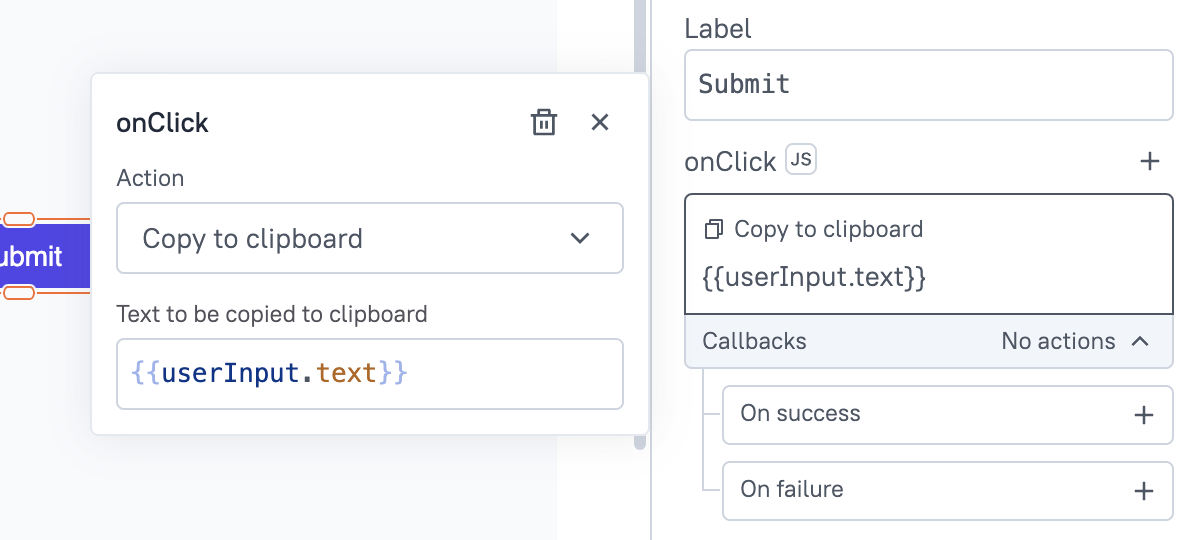 ubmit
onClick
Action
Copy to clipboard
Text to be copied to clipboard
{{userInput.text}}
Label
Submit
onClick JS
Copy to clipboard
{{userInput.text}}
Callbacks No actions
On success
On failure